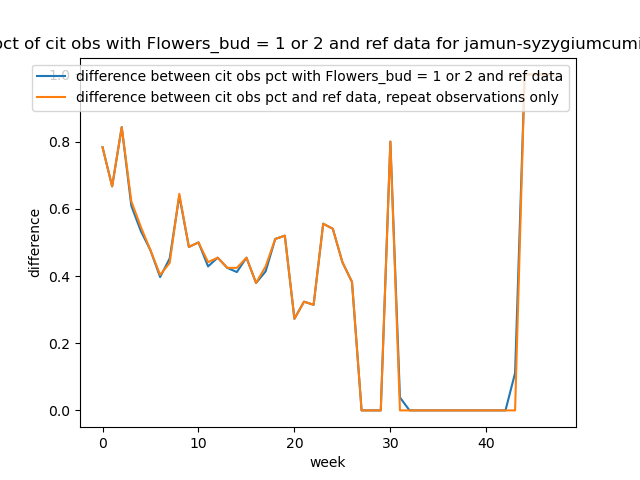 pct of cit obs with Flowers_bud = 1 or 2 and ref data for jamun-syzygiumcumi
difference between cit obs pct with Flowers_bud = 1 or 2 and ref data
difference between cit obs pct and ref data, repeat observations only
1.0
0.8
0.6
0.4
0.2
0.0
difference
0 10 20 30 40
week